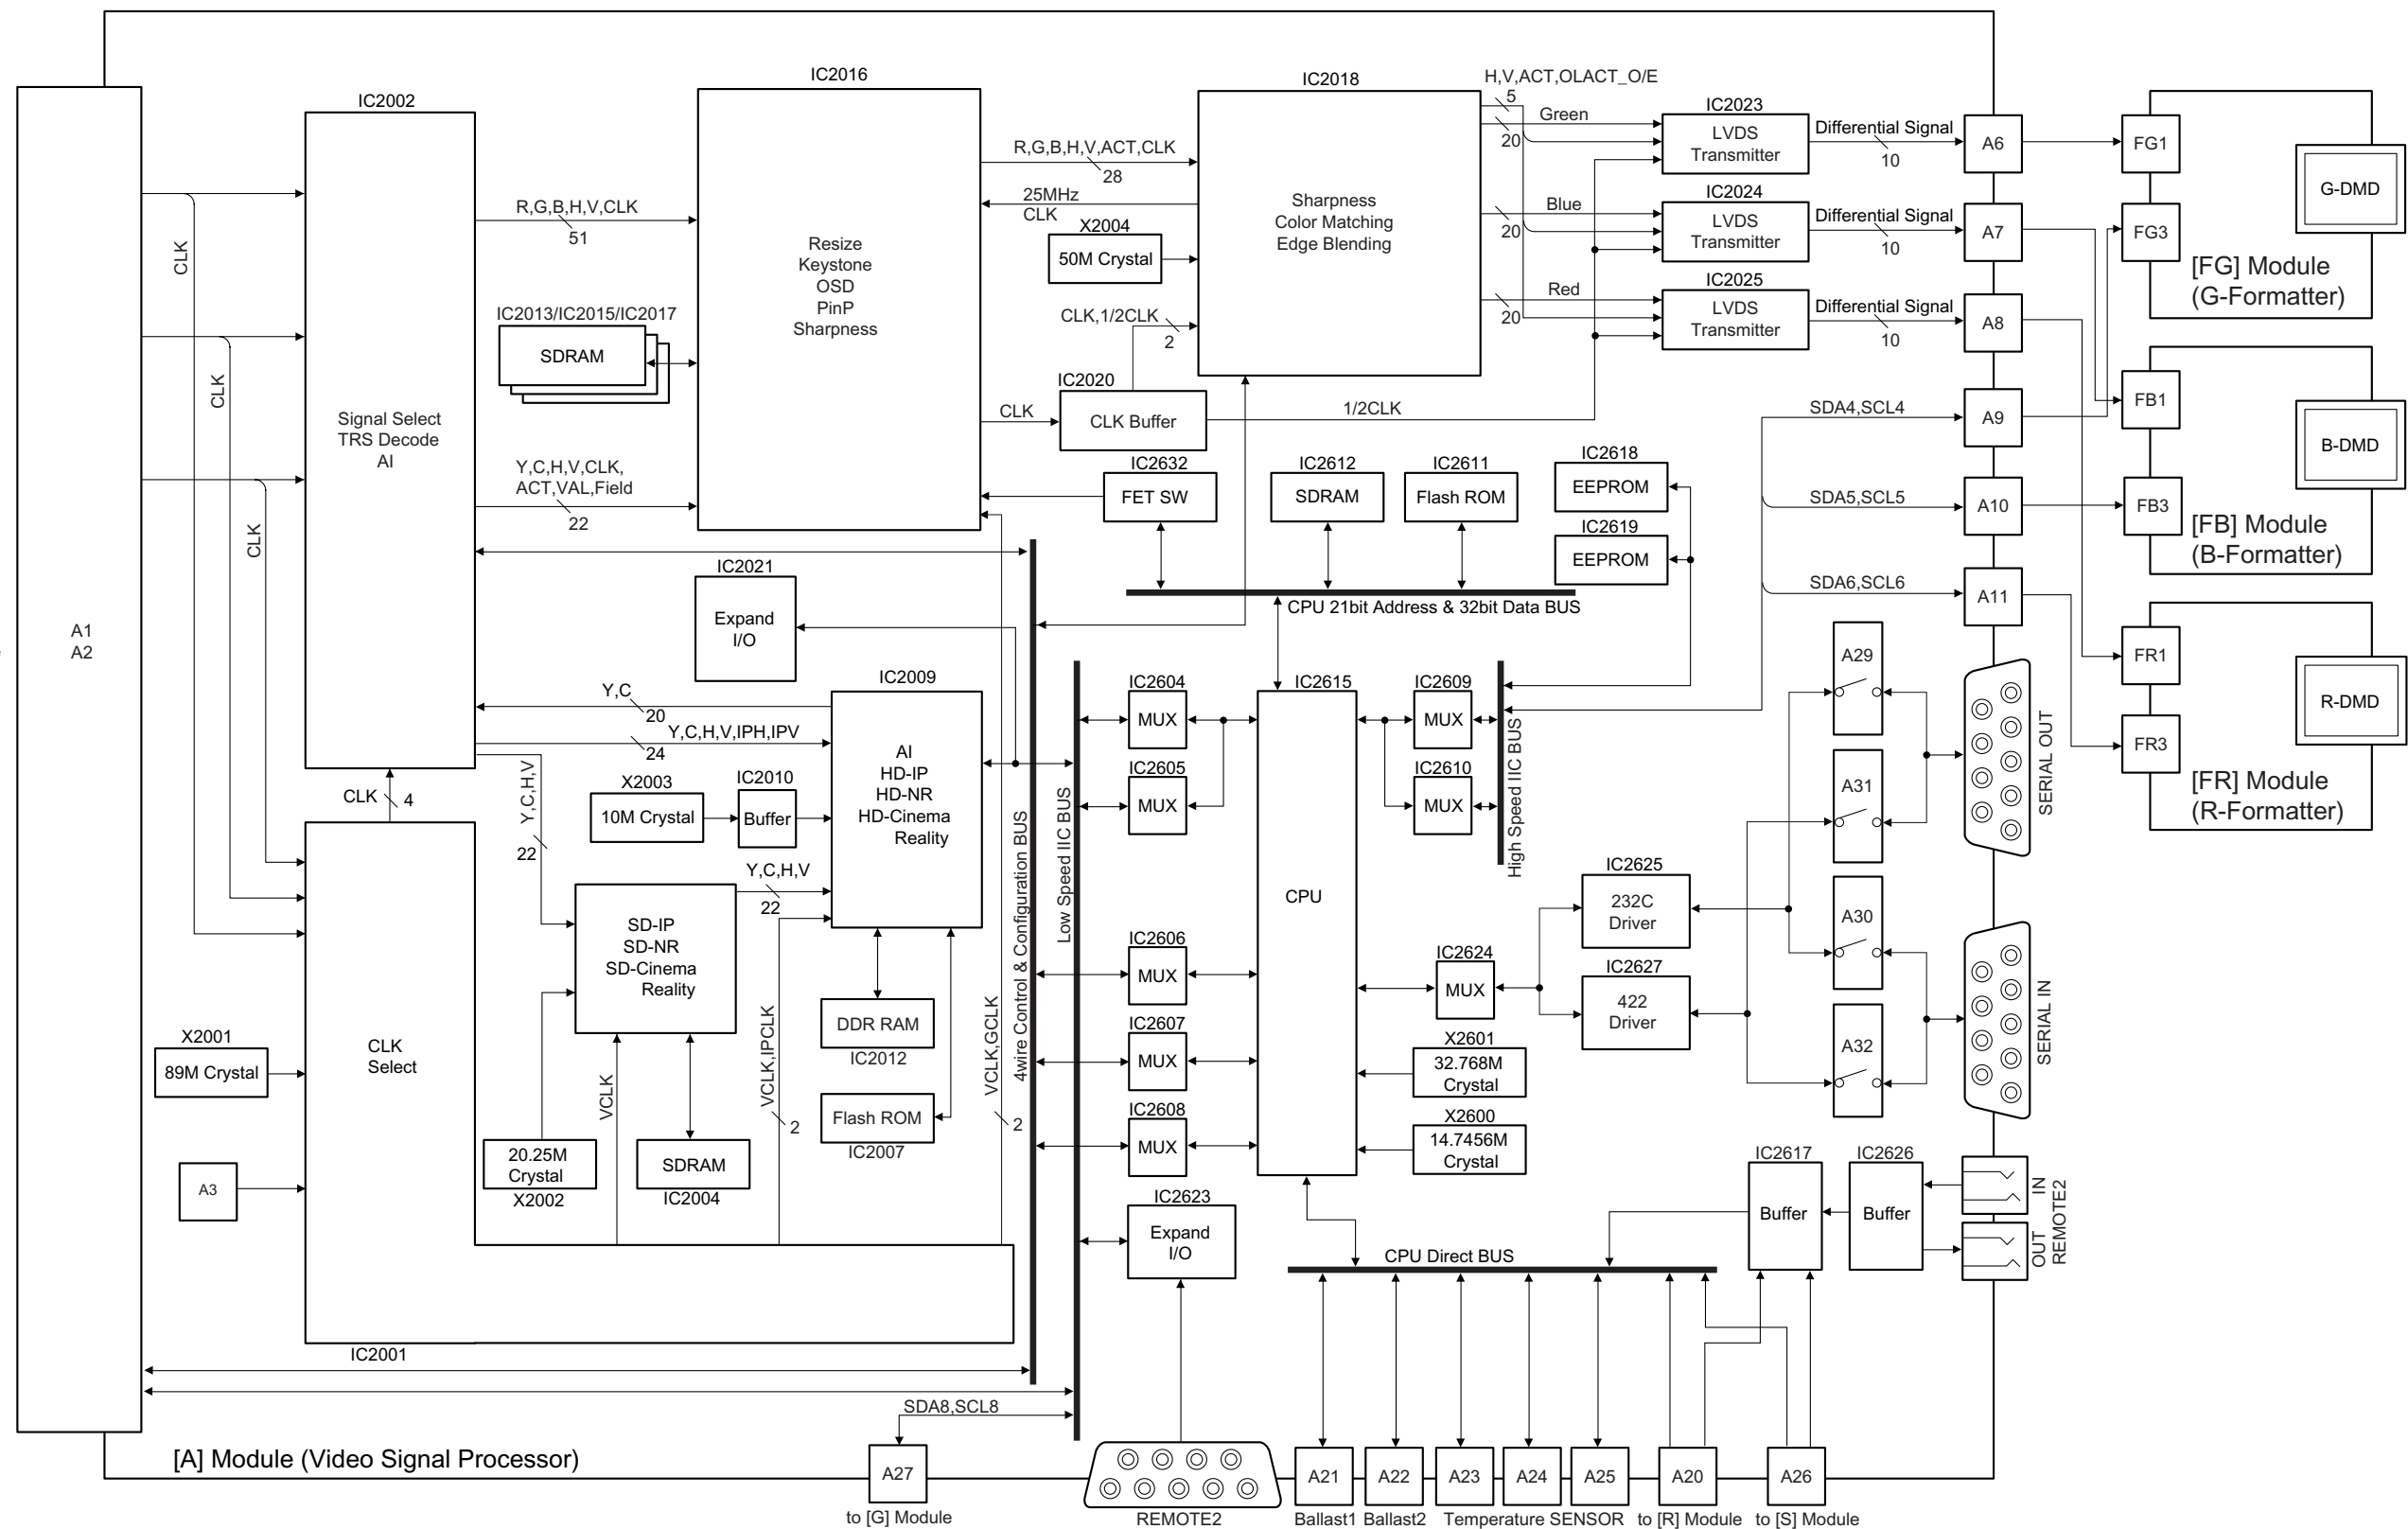 A1
A2
IC2002
Signal Select
TRS Decode
AI
CLK
CLK
CLK
R,G,B,H,V,CLK
51
IC2013/IC2015/IC2017
SDRAM
Y,C,H,V,CLK,
ACT,VAL,Field
22
IC2016
Resize
Keystone
OSD
PinP
Sharpness
R,G,B,H,V,ACT,CLK
28
25MHz
CLK
X2004
50M Crystal
CLK,1/2CLK
2
IC2020
CLK Buffer
CLK
1/2CLK
IC2018
Sharpness
Color Matching
Edge Blending
H,V,ACT,OLACT_O/E
5
Green
20
Blue
20
Red
20
IC2023
LVDS
Transmitter
IC2024
LVDS
Transmitter
IC2025
LVDS
Transmitter
Differential Signal
10
Differential Signal
10
Differential Signal
10
A6
A7
A8
A9
A10
A11
SDA4,SCL4
SDA5,SCL5
SDA6,SCL6
FG1
FG3
G-DMD
[FG] Module
(G-Formatter)
FB1
FB3
B-DMD
[FB] Module
(B-Formatter)
FR1
FR3
R-DMD
[FR] Module
(R-Formatter)
IC2632
FET SW
IC2612
SDRAM
IC2611
Flash ROM
IC2618
EEPROM
IC2619
EEPROM
CPU 21bit Address & 32bit Data BUS
IC2021
Expand
I/O
IC2009
AI
HD-IP
HD-NR
HD-Cinema
Reality
Y,C
20
Y,C,H,V,IPH,IPV
24
X2003
10M Crystal
IC2010
Buffer
Y,C,H,V
22
Y,C,H,V
22
CLK
4
SD-IP
SD-NR
SD-Cinema
Reality
DDR RAM
IC2012
Flash ROM
IC2007
VCLK
VCLK,IPCLK
2
VCLK,GCLK
2
20.25M
Crystal
X2002
SDRAM
IC2004
X2001
89M Crystal
A3
CLK
Select
IC2001
4wire Control & Configuration BUS
Low Speed IIC BUS
IC2604
MUX
IC2605
MUX
IC2606
MUX
IC2607
MUX
IC2608
MUX
IC2623
Expand
I/O
IC2615
CPU
IC2609
MUX
IC2610
MUX
High Speed IIC BUS
IC2624
MUX
X2601
32.768M
Crystal
X2600
14.7456M
Crystal
IC2625
232C
Driver
IC2627
422
Driver
A29
A31
A30
A32
SERIAL OUT
SERIAL IN
IC2617
Buffer
IC2626
Buffer
IN
OUT
REMOTE2
CPU Direct BUS
SDA8,SCL8
[A] Module (Video Signal Processor)
A27
to [G] Module
REMOTE2
A21
A22
A23
A24
A25
A20
A26
Ballast1
Ballast2
Temperature SENSOR
to [R] Module
to [S] Module